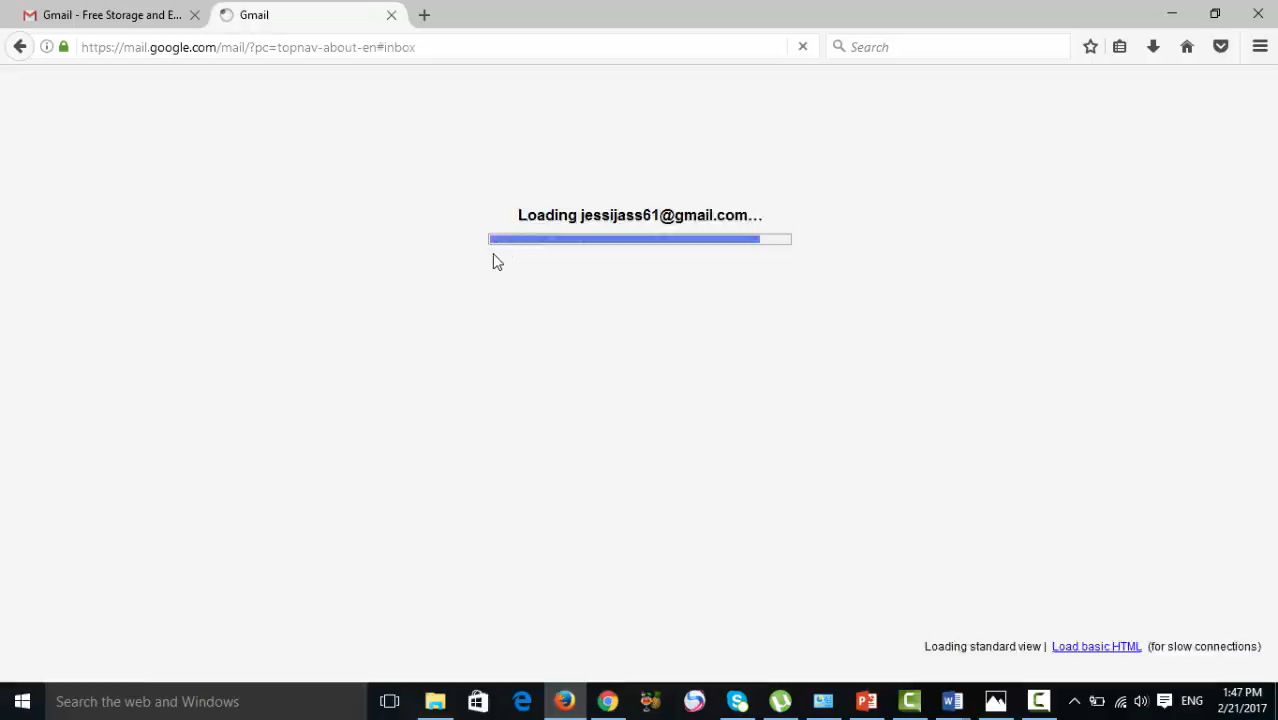 Gmail - Free Storage and E...
Gmail
https://mail.google.com/mail/?pc=topnav-about-en#inbox
Search
Loading jessijass61@gmail.com...
Loading standard view | Load basic HTML (for slow connections)
Search the web and Windows
ENG
1:47 PM
2/21/2017